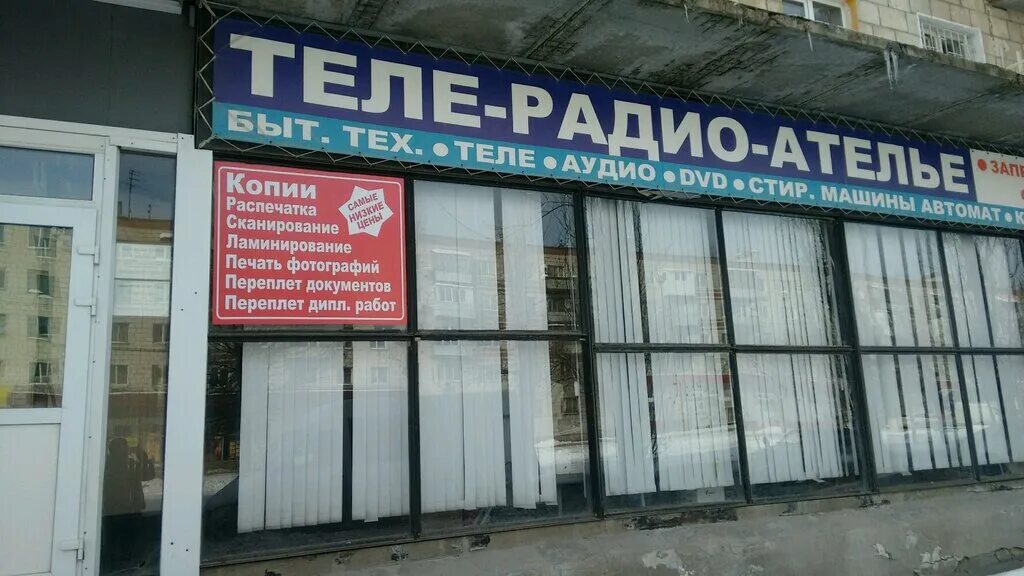 ТЕЛЕ-РАДИО-АТЕЛЬЕ
БЫТ. ТЕХ. • ТЕЛЕ • АУДИО • DVD • СТИР. МАШИНЫ АВТОМАТ •
Копии
Распечатка
Сканирование
Ламинирование
Печать фотографий
Переплет документов
Переплет дипл. работ
САМЫЕ
НИЗКИЕ
ЦЕНЫ